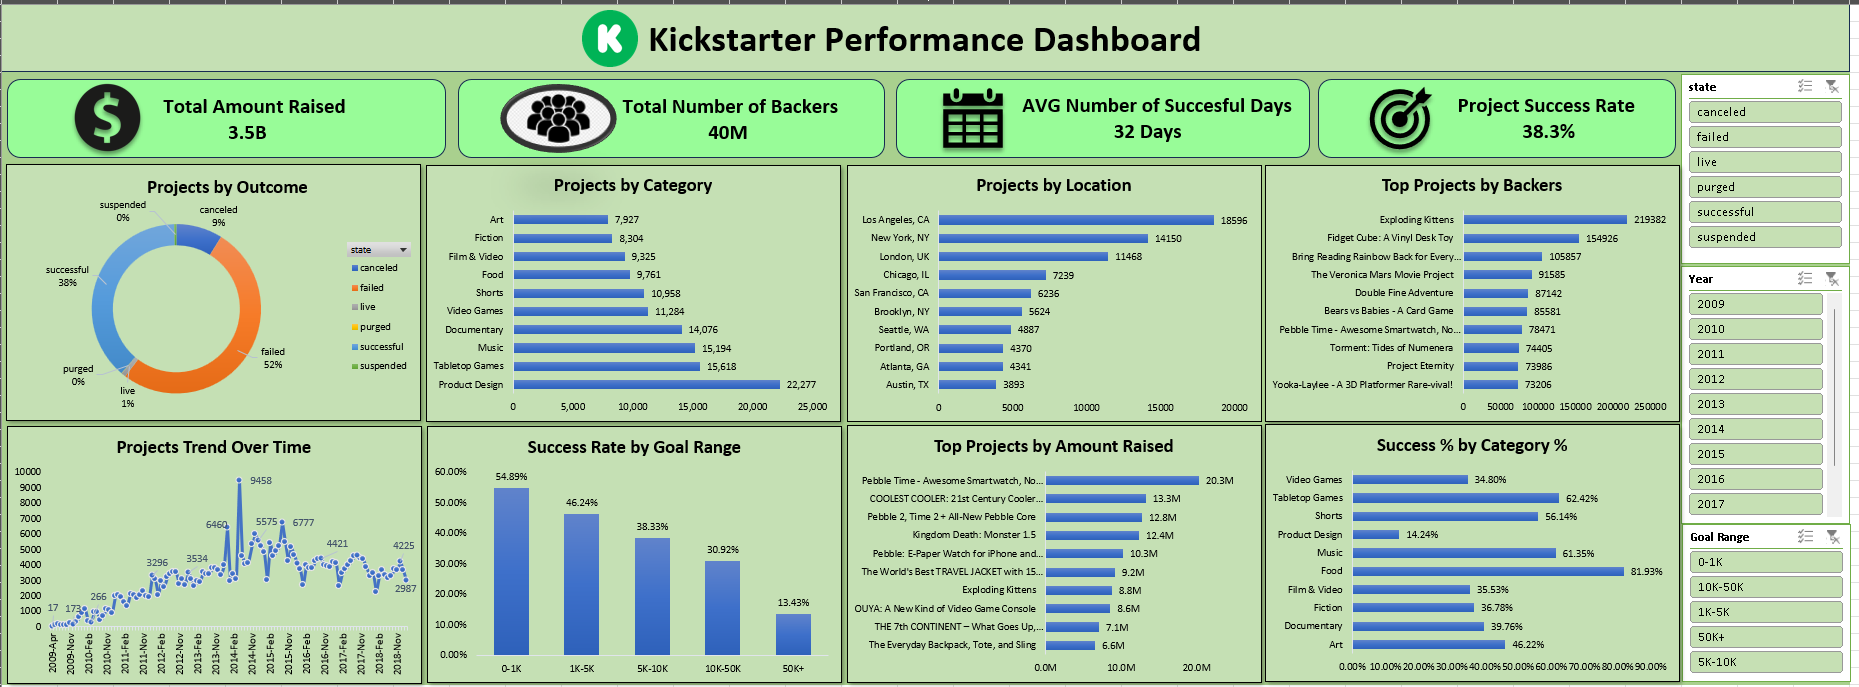 K
Kickstarter Performance Dashboard
Total Amount Raised
3.5B
Total Number of Backers
40M
AVG Number of Succesful Days
32 Days
Project Success Rate
38.3%
state
canceled
failed
live
purged
successful
suspended
Year
2009
2010
2011
2012
2013
2014
2015
2016
2017
Goal Range
0-1K
10K-50K
1K-5K
50K+
5K-10K
Projects by Outcome
suspended
0%
canceled
9%
successful
38%
failed
52%
purged
0%
live
1%
state
canceled
failed
live
purged
successful
suspended
Projects by Category
Art 7,927
Fiction 8,304
Film & Video 9,325
Food 9,761
Shorts 10,958
Video Games 11,284
Documentary 14,076
Music 15,194
Tabletop Games 15,618
Product Design 22,277
0 5,000 10,000 15,000 20,000 25,000
Projects by Location
Los Angeles, CA 18596
New York, NY 14150
London, UK 11468
Chicago, IL 7239
San Francisco, CA 6236
Brooklyn, NY 5624
Seattle, WA 4887
Portland, OR 4370
Atlanta, GA 4341
Austin, TX 3893
0 5000 10000 15000 20000
Top Projects by Backers
Exploding Kittens 219382
Fidget Cube: A Vinyl Desk Toy 154926
Bring Reading Rainbow Back for Every... 105857
The Veronica Mars Movie Project 91585
Double Fine Adventure 87142
Bears vs Babies - A Card Game 85581
Pebble Time - Awesome Smartwatch, No... 78471
Torment: Tides of Numenera 74405
Project Eternity 73986
Yooka-Laylee - A 3D Platformer Rare-vival! 73206
0 50000 100000 150000 200000 250000
Projects Trend Over Time
10000
9000
8000
7000
6000
5000
4000
3000
2000
1000
0
17
173
266
3296
3534
6460
9458
5575
6777
4421
4225
2987
2009-Apr
2009-Nov
2010-Feb
2010-Nov
2011-Feb
2011-Nov
2012-Feb
2012-Nov
2013-Feb
2013-Nov
2014-Feb
2014-Nov
2015-Feb
2015-Nov
2016-Feb
2016-Nov
2017-Feb
2017-Nov
2018-Feb
2018-Nov
Success Rate by Goal Range
60.00%
50.00%
40.00%
30.00%
20.00%
10.00%
0.00%
54.89%
46.24%
38.33%
30.92%
13.43%
0-1K 1K-5K 5K-10K 10K-50K 50K+
Top Projects by Amount Raised
Pebble Time - Awesome Smartwatch, No... 20.3M
COOLEST COOLER: 21st Century Cooler... 13.3M
Pebble 2, Time 2 + All-New Pebble Core 12.8M
Kingdom Death: Monster 1.5 12.4M
Pebble: E-Paper Watch for iPhone and... 10.3M
The World's Best TRAVEL JACKET with 15... 9.2M
Exploding Kittens 8.8M
OUYA: A New Kind of Video Game Console 8.6M
THE 7th CONTINENT – What Goes Up,... 7.1M
The Everyday Backpack, Tote, and Sling 6.6M
0.0M 10.0M 20.0M
Success % by Category %
Video Games 34.80%
Tabletop Games 62.42%
Shorts 56.14%
Product Design 14.24%
Music 61.35%
Food 81.93%
Film & Video 35.53%
Fiction 36.78%
Documentary 39.76%
Art 46.22%
0.00% 10.00% 20.00% 30.00% 40.00% 50.00% 60.00% 70.00% 80.00% 90.00%